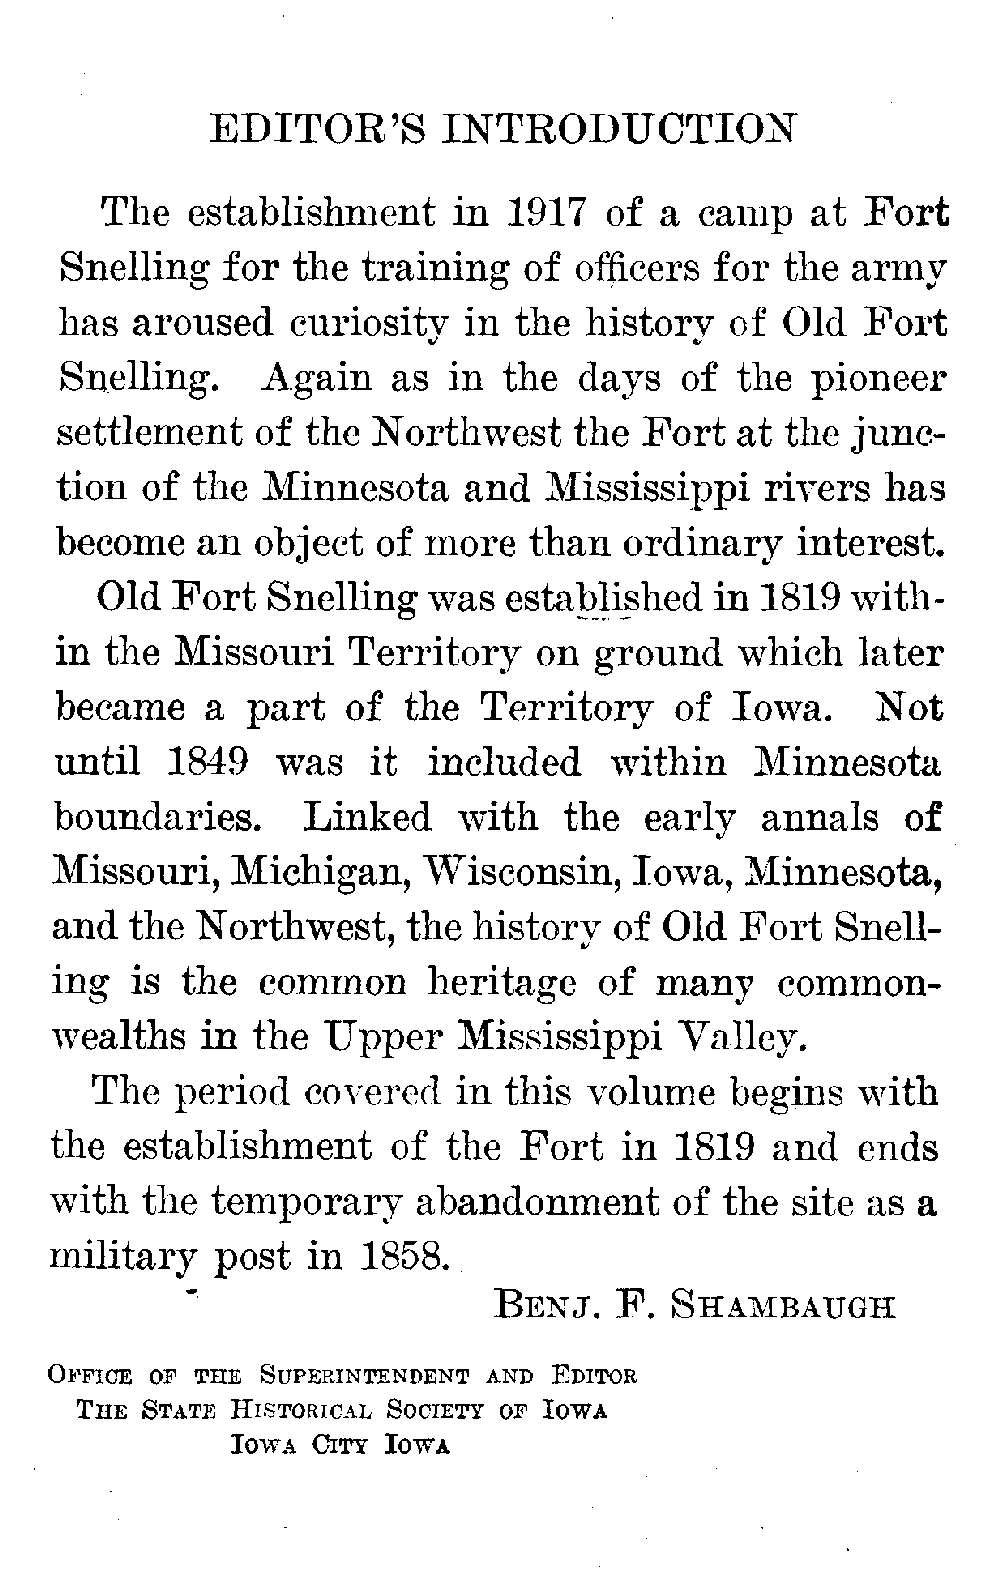 EDITOR'S INTRODUCTION
The establishment in 1917 of a camp at Fort
Snelling for the training of officers for the army
has aroused curiosity in the history of Old Fort
Snelling. Again as in the days of the pioneer
settlement of the Northwest the Fort at the junc-
tion of the Minnesota and Mississippi rivers has
become an object of more than ordinary interest.
Old Fort Snelling was established in 1819 with-
in the Missouri Territory on ground which later
became a part of the Territory of Iowa. Not
until 1849 was it included within Minnesota
boundaries. Linked with the early annals of
Missouri, Michigan, Wisconsin, Iowa, Minnesota,
and the Northwest, the history of Old Fort Snell-
ing is the common heritage of many common-
wealths in the Upper Mississippi Valley.
The period covered in this volume begins with
the establishment of the Fort in 1819 and ends
with the temporary abandonment of the site as a
military post in 1858.
BENJ. F. SHAMBAUGH
OFFICE OF THE SUPERINTENDENT AND EDITOR
THE STATE HISTORICAL SOCIETY OF IOWA
IOWA CITY IOWA